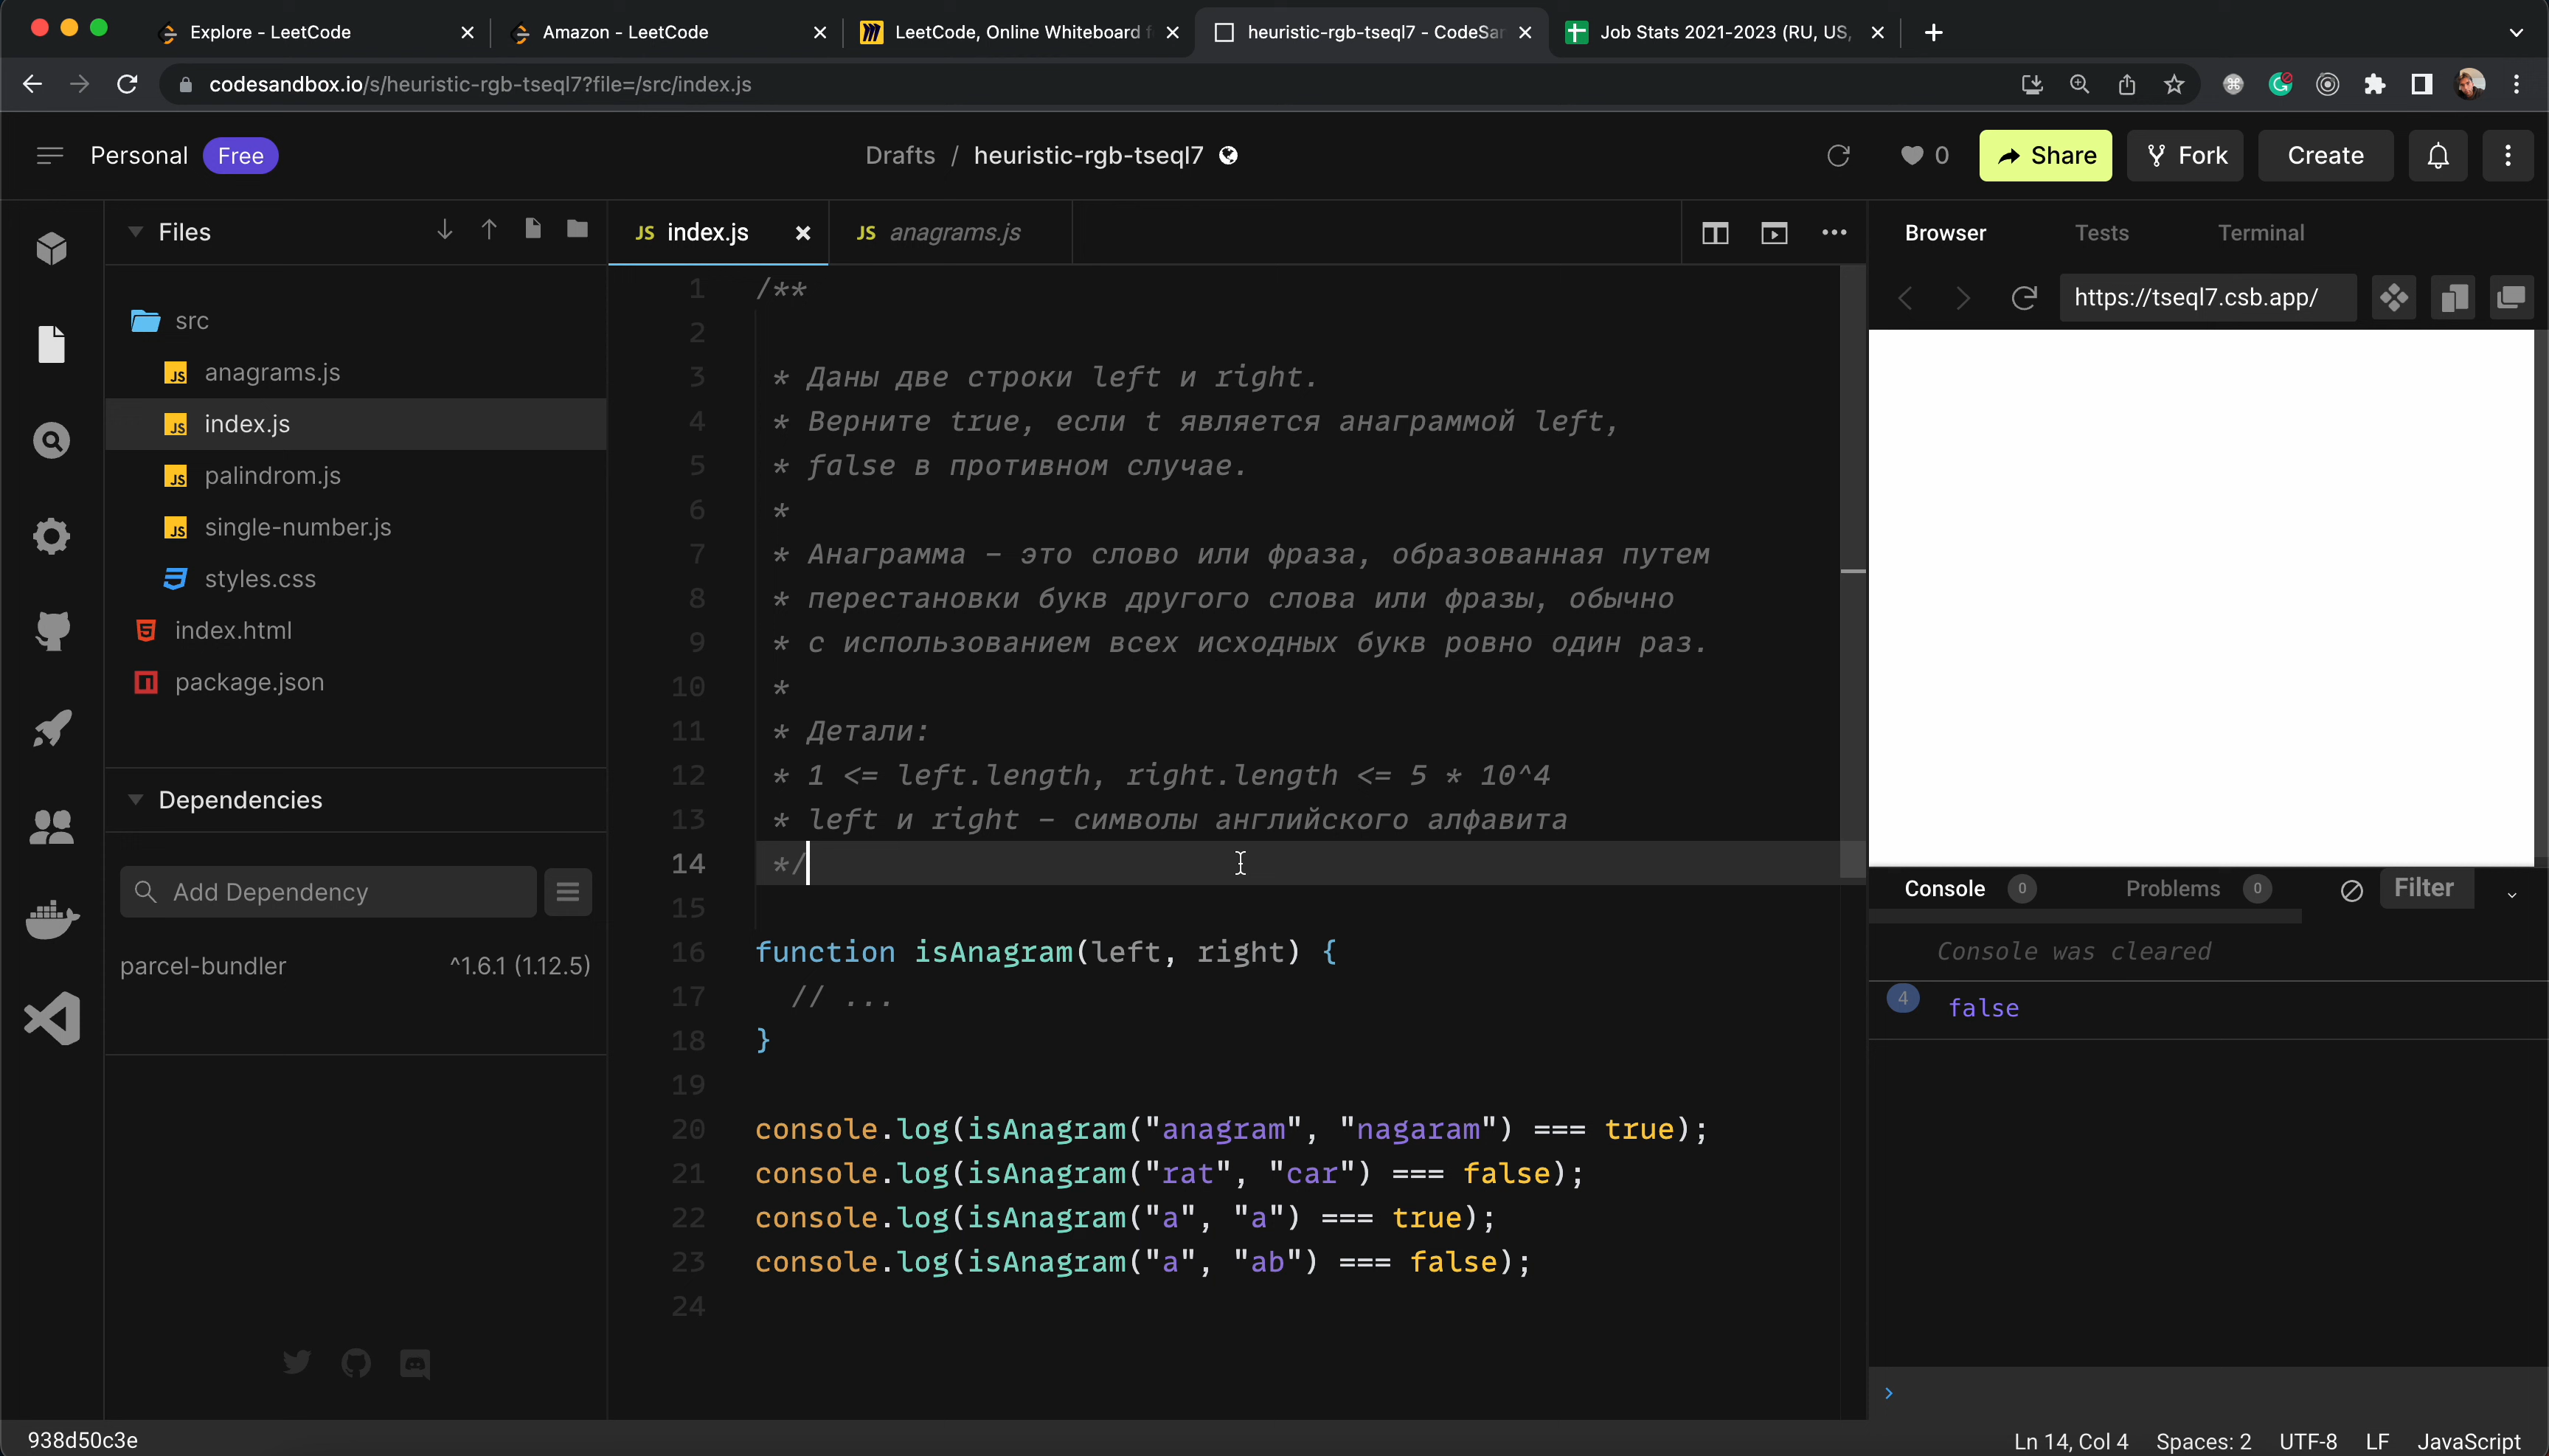 Explore - LeetCode
Amazon - LeetCode
LeetCode, Online Whiteboard f
heuristic-rgb-tseql7 - CodeSan
Job Stats 2021-2023 (RU, US,
codesandbox.io/s/heuristic-rgb-tseql7?file=/src/index.js
Personal Free
Drafts / heuristic-rgb-tseql7
0
Share
Fork
Create
Files
src
JS anagrams.js
JS index.js
JS palindrom.js
JS single-number.js
styles.css
index.html
package.json
Dependencies
Add Dependency
parcel-bundler ^1.6.1 (1.12.5)
JS index.js
JS anagrams.js
1 /**
2
3 * Даны две строки left и right.
4 * Верните true, если t является анаграммой left,
5 * false в противном случае.
6 *
7 * Анаграмма – это слово или фраза, образованная путем
8 * перестановки букв другого слова или фразы, обычно
9 * с использованием всех исходных букв ровно один раз.
10 *
11 * Детали:
12 * 1 <= left.length, right.length <= 5 * 10^4
13 * left и right – символы английского алфавита
14 */
15
16 function isAnagram(left, right) {
17 // ...
18 }
19
20 console.log(isAnagram("anagram", "nagaram") === true);
21 console.log(isAnagram("rat", "car") === false);
22 console.log(isAnagram("a", "a") === true);
23 console.log(isAnagram("a", "ab") === false);
24
Browser Tests Terminal
https://tseql7.csb.app/
Console 0 Problems 0 Filter
Console was cleared
4 false
938d50c3e
Ln 14, Col 4 Spaces: 2 UTF-8 LF JavaScript